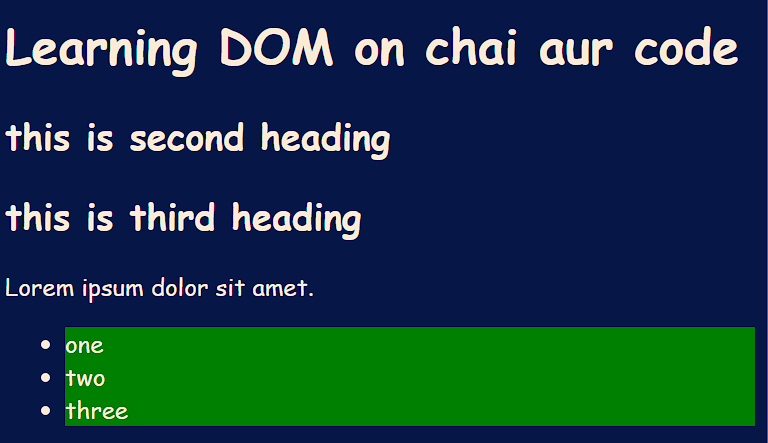 Learning DOM on chai aur code
this is second heading
this is third heading
Lorem ipsum dolor sit amet.
• one
• two
• three